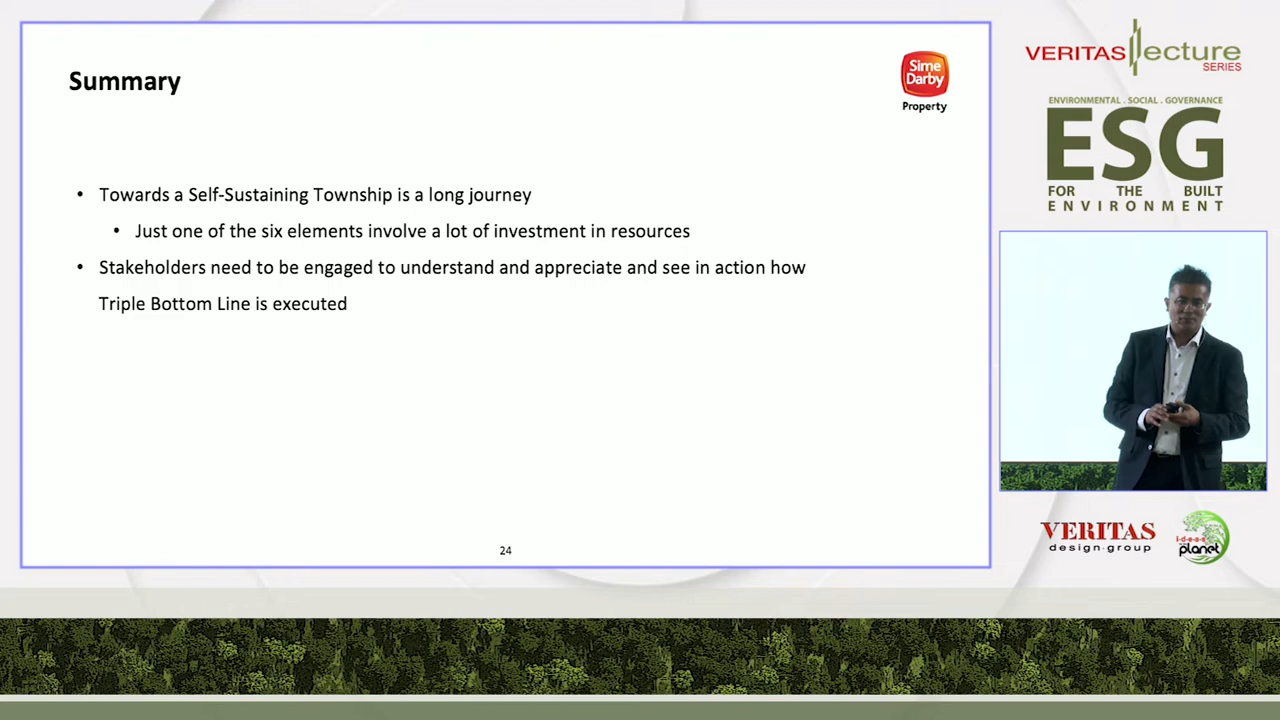 Summary
Sime
Darby
Property
• Towards a Self-Sustaining Township is a long journey
• Just one of the six elements involve a lot of investment in resources
• Stakeholders need to be engaged to understand and appreciate and see in action how
Triple Bottom Line is executed
24
VERITAS lecture
SERIES
ENVIRONMENTAL . SOCIAL . GOVERNANCE
ESG
FOR THE BUILT
ENVIRONMENT
VERITAS
design·group
I-d-e-a-s
planet